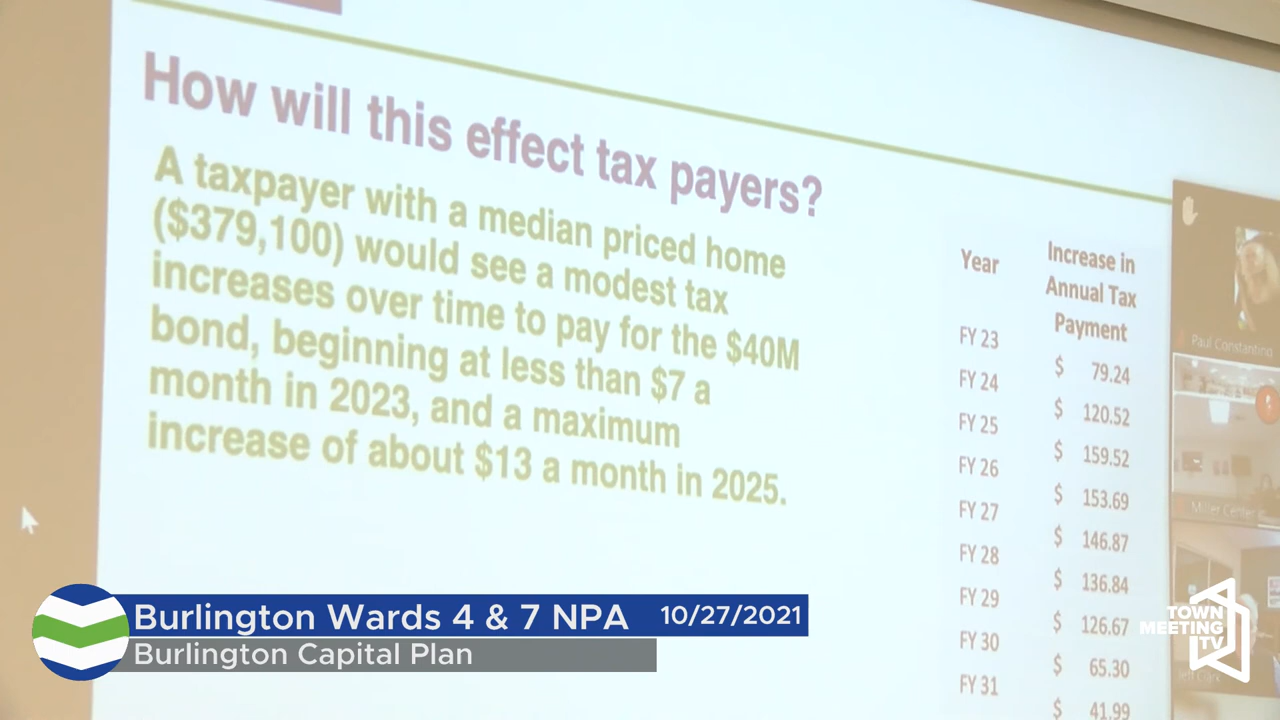 How will this effect tax payers?
A taxpayer with a median priced home
($379,100) would see a modest tax
increases over time to pay for the $40M
bond, beginning at less than $7 a
month in 2023, and a maximum
increase of about $13 a month in 2025.
Year
Increase in
Annual Tax
Payment
FY 23 $ 79.24
FY 24 $ 120.52
FY 25 $ 159.52
FY 26 $ 153.69
FY 27 $ 146.87
FY 28 $ 136.84
FY 29 $ 126.67
FY 30 $ 65.30
FY 31 $ 41.99
Paul Constantino
Miller Center
Jeff Clark
Burlington Wards 4 & 7 NPA 10/27/2021
Burlington Capital Plan
TOWN
MEETING
TV